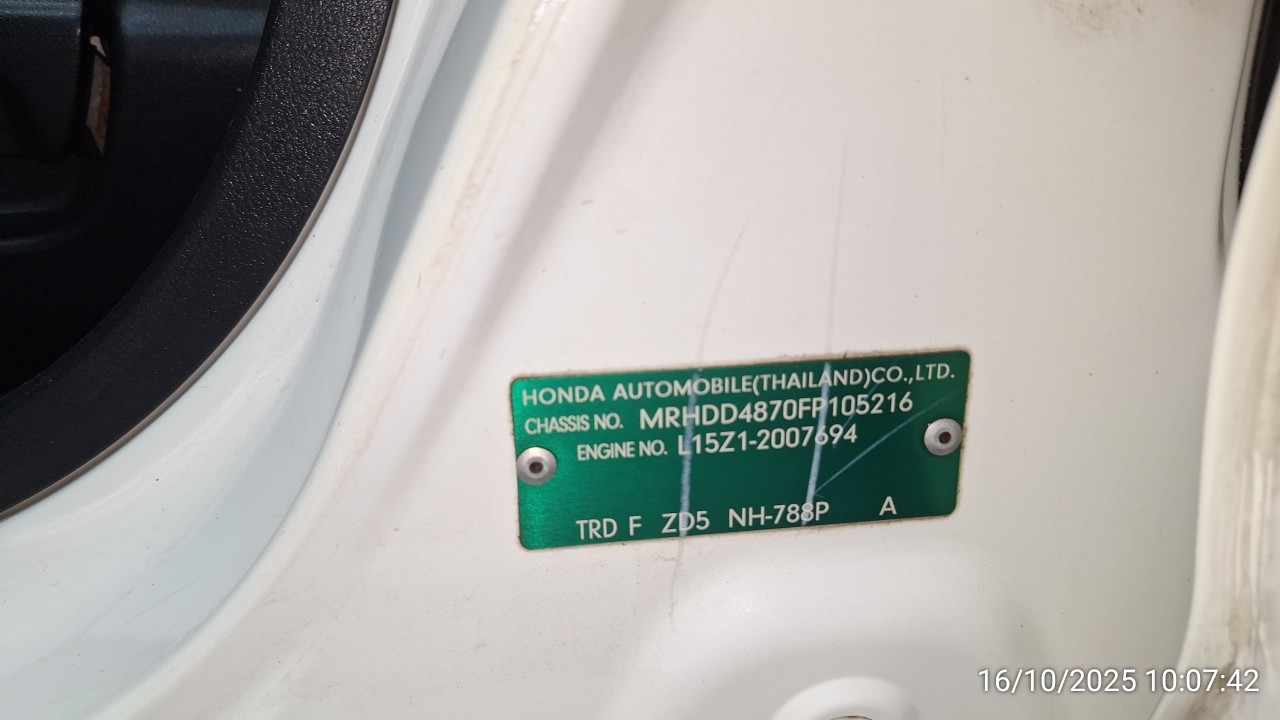 HONDA AUTOMOBILE(THAILAND)CO.,LTD.
CHASSIS NO. MRHDD4870FP105216
ENGINE NO. L15Z1-2007694
TRD F ZD5 NH-788P A
16/10/2025 10:07:42